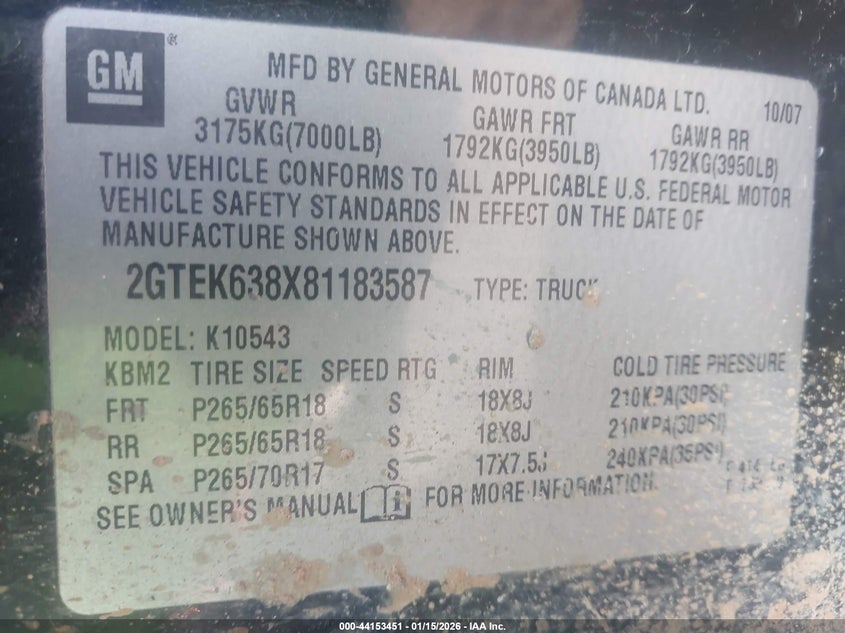 GM ®
MFD BY GENERAL MOTORS OF CANADA LTD. 10/07
GVWR GAWR FRT GAWR RR
3175KG(7000LB) 1792KG(3950LB) 1792KG(3950LB)
THIS VEHICLE CONFORMS TO ALL APPLICABLE U.S. FEDERAL MOTOR
VEHICLE SAFETY STANDARDS IN EFFECT ON THE DATE OF
MANUFACTURE SHOWN ABOVE.
2GTEK638X81183587 TYPE: TRUCK
MODEL: K10543
KBM2 TIRE SIZE SPEED RTG RIM COLD TIRE PRESSURE
FRT P265/65R18 S 18X8J 210KPA(30PSI)
RR P265/65R18 S 18X8J 210KPA(30PSI)
SPA P265/70R17 S 17X7.5J 240KPA(35PSI)
SEE OWNER'S MANUAL FOR MORE INFORMATION.
000-44153451 - 01/15/2026 - IAA Inc.